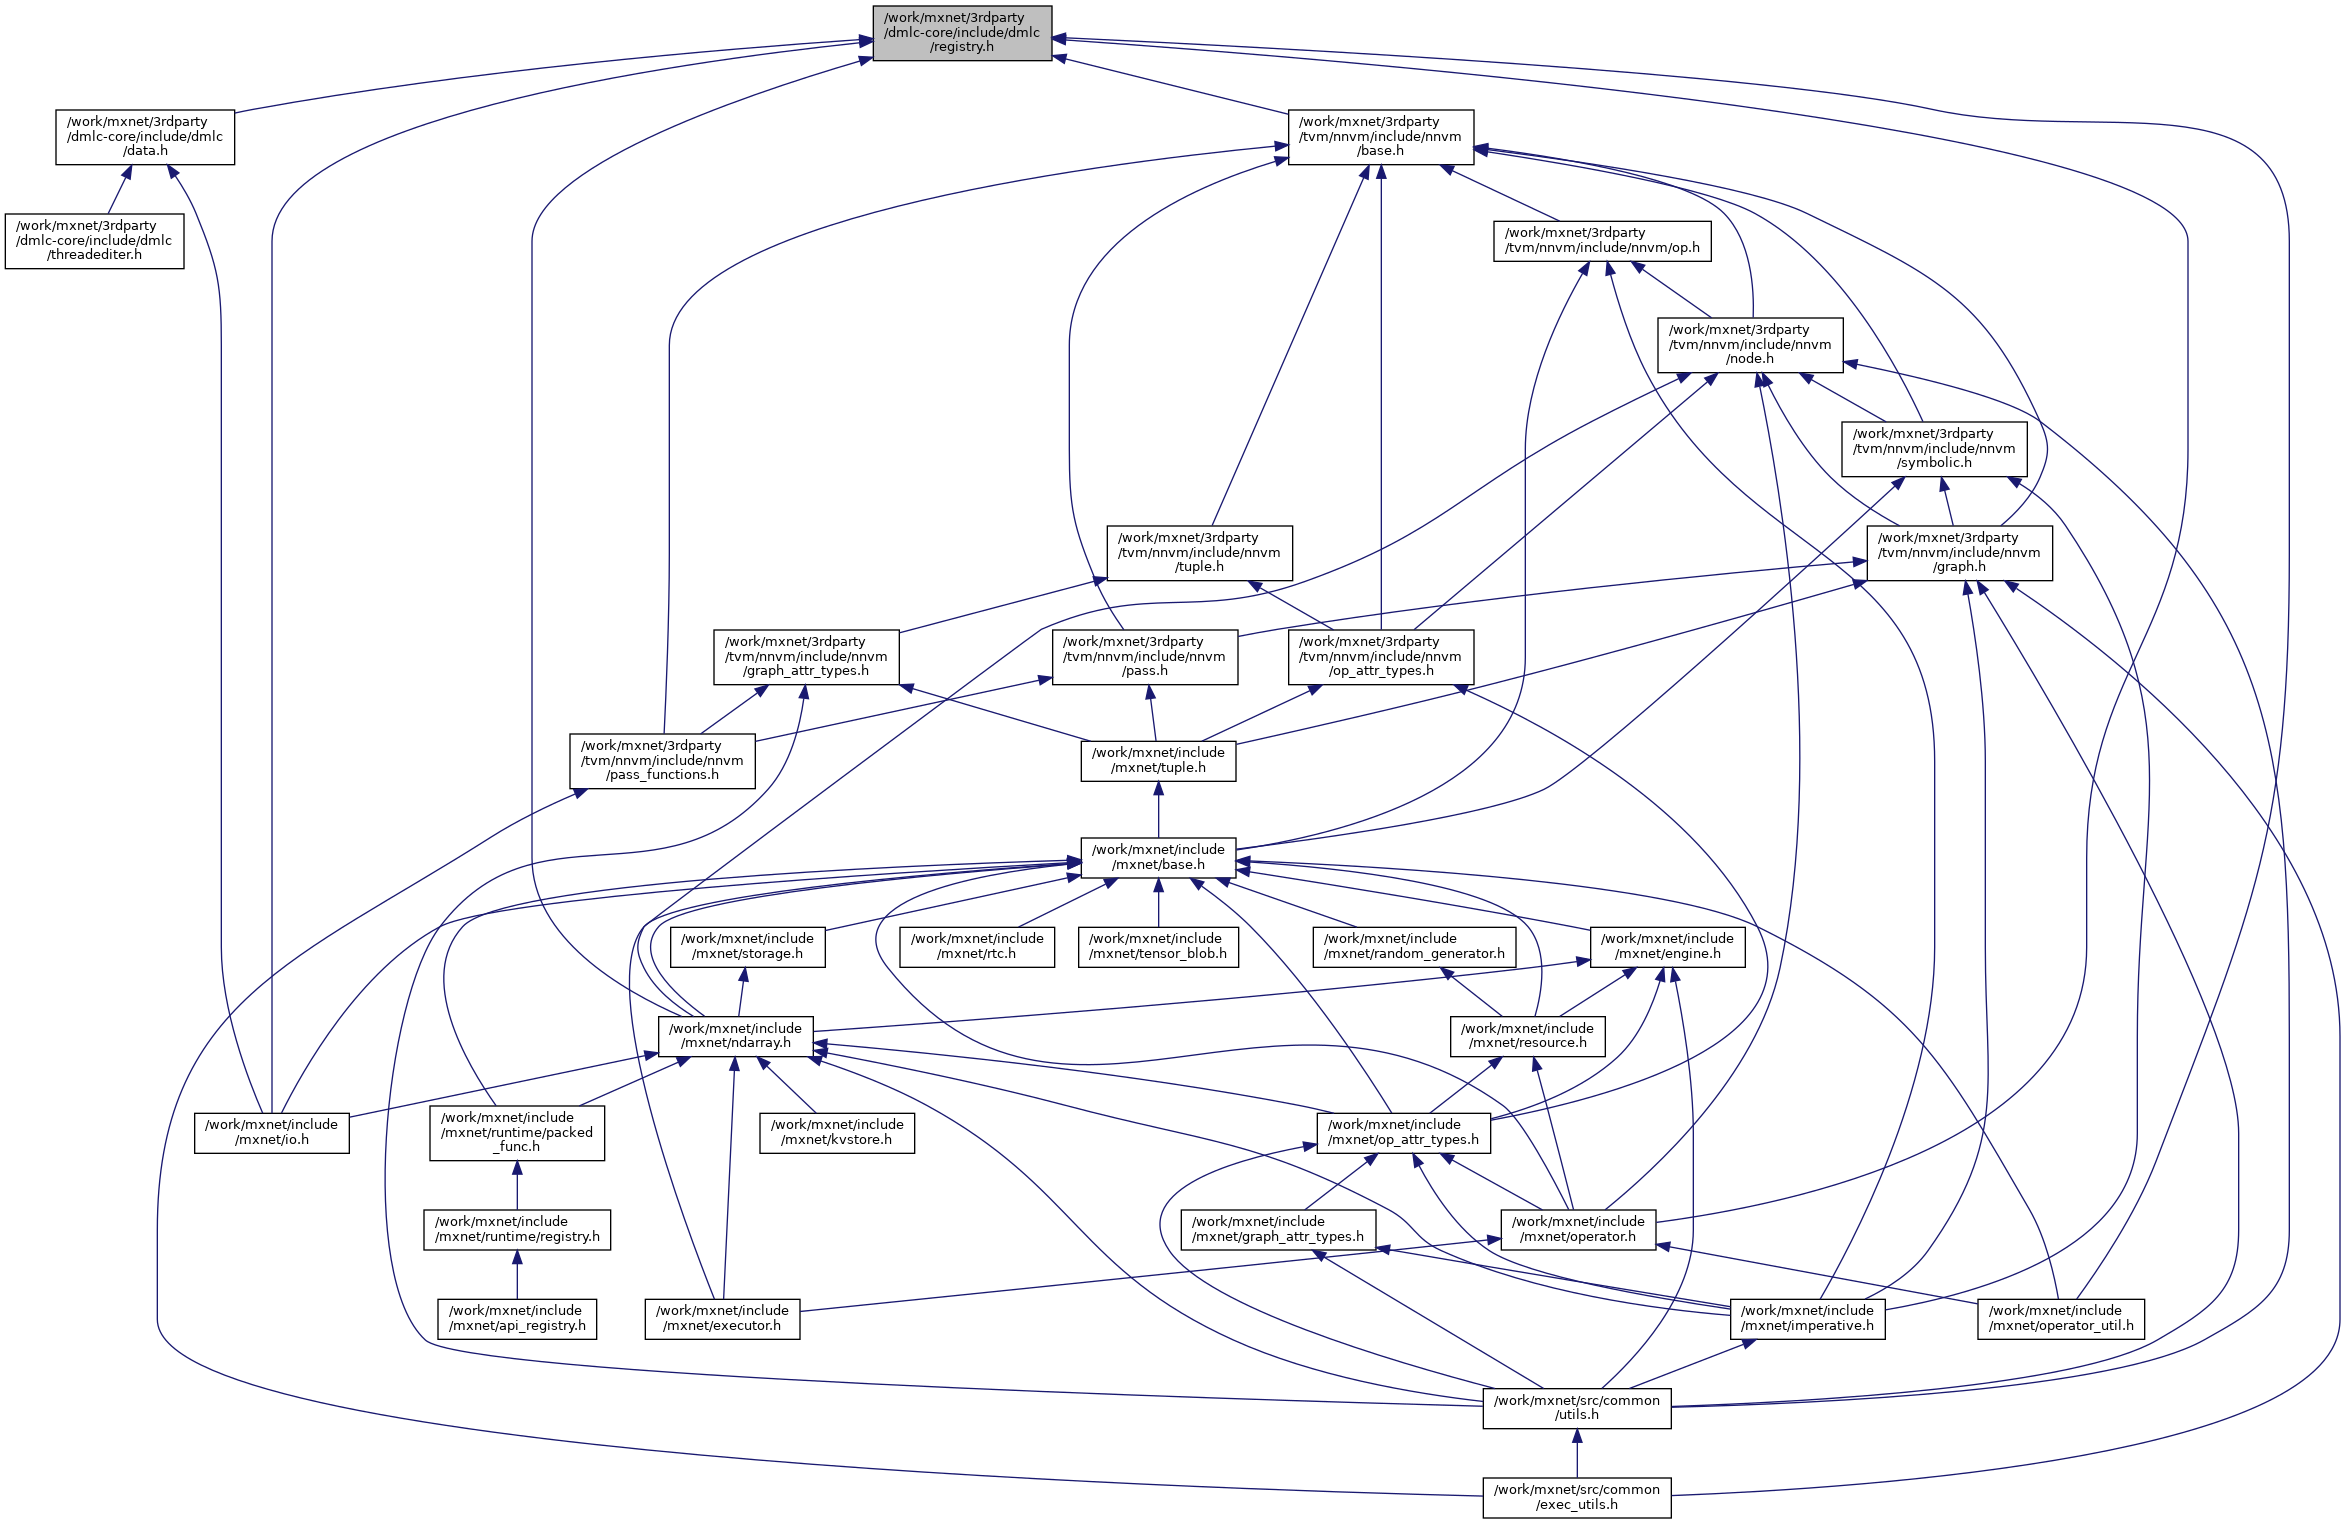 /work/mxnet/3rdparty
/dmlc-core/include/dmlc
/registry.h
/work/mxnet/3rdparty
/dmlc-core/include/dmlc
/data.h
/work/mxnet/3rdparty
/tvm/nnvm/include/nnvm
/base.h
/work/mxnet/3rdparty
/dmlc-core/include/dmlc
/threadediter.h
/work/mxnet/3rdparty
/tvm/nnvm/include/nnvm/op.h
/work/mxnet/3rdparty
/tvm/nnvm/include/nnvm
/node.h
/work/mxnet/3rdparty
/tvm/nnvm/include/nnvm
/symbolic.h
/work/mxnet/3rdparty
/tvm/nnvm/include/nnvm
/tuple.h
/work/mxnet/3rdparty
/tvm/nnvm/include/nnvm
/graph.h
/work/mxnet/3rdparty
/tvm/nnvm/include/nnvm
/graph_attr_types.h
/work/mxnet/3rdparty
/tvm/nnvm/include/nnvm
/pass.h
/work/mxnet/3rdparty
/tvm/nnvm/include/nnvm
/op_attr_types.h
/work/mxnet/3rdparty
/tvm/nnvm/include/nnvm
/pass_functions.h
/work/mxnet/include
/mxnet/tuple.h
/work/mxnet/include
/mxnet/base.h
/work/mxnet/include
/mxnet/storage.h
/work/mxnet/include
/mxnet/rtc.h
/work/mxnet/include
/mxnet/tensor_blob.h
/work/mxnet/include
/mxnet/random_generator.h
/work/mxnet/include
/mxnet/engine.h
/work/mxnet/include
/mxnet/ndarray.h
/work/mxnet/include
/mxnet/resource.h
/work/mxnet/include
/mxnet/io.h
/work/mxnet/include
/mxnet/runtime/packed
_func.h
/work/mxnet/include
/mxnet/kvstore.h
/work/mxnet/include
/mxnet/op_attr_types.h
/work/mxnet/include
/mxnet/runtime/registry.h
/work/mxnet/include
/mxnet/graph_attr_types.h
/work/mxnet/include
/mxnet/operator.h
/work/mxnet/include
/mxnet/api_registry.h
/work/mxnet/include
/mxnet/executor.h
/work/mxnet/include
/mxnet/imperative.h
/work/mxnet/include
/mxnet/operator_util.h
/work/mxnet/src/common
/utils.h
/work/mxnet/src/common
/exec_utils.h